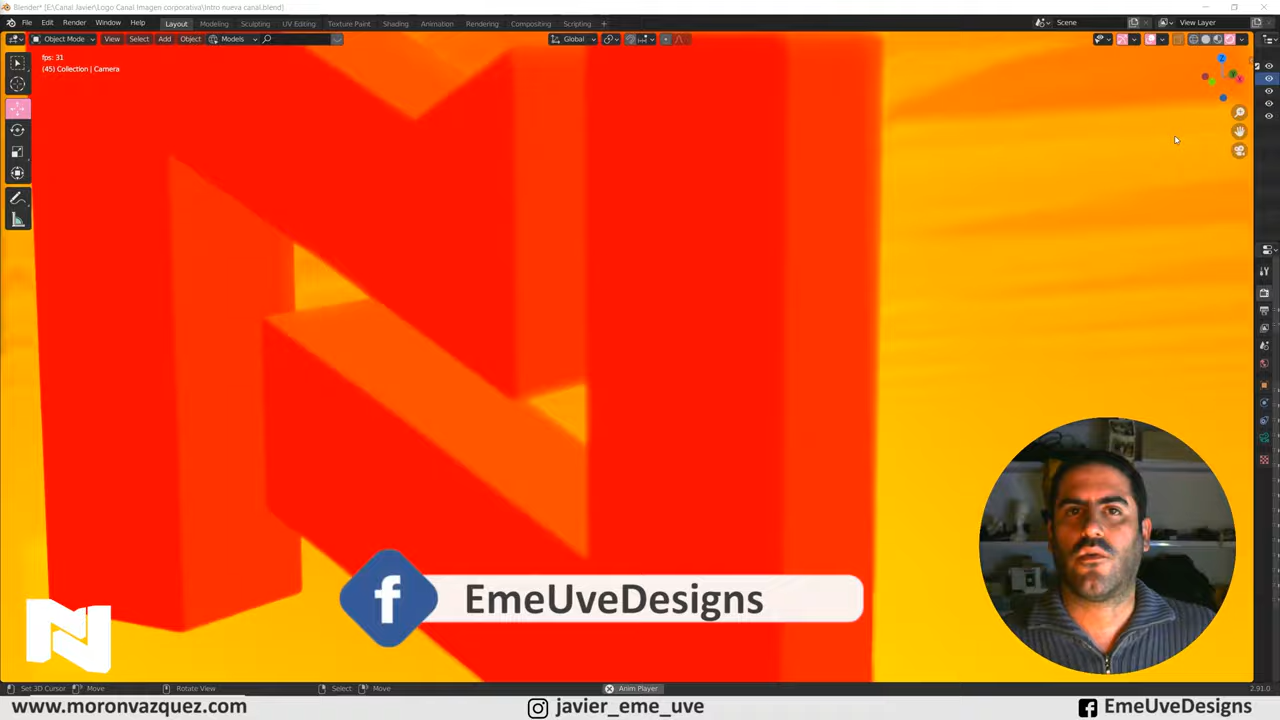 Blender* [E:\Canal Javier\Logo Canal Imagen corporativa\Intro nueva canal.blend]
File Edit Render Window Help Layout Modeling Sculpting UV Editing Texture Paint Shading Animation Rendering Compositing Scripting + Scene View Layer
Object Mode View Select Add Object Models Global
fps: 31
(45) Collection | Camera
EmeUveDesigns
Set 3D Cursor Move Rotate View Select Move Anim Player 2.91.0
www.moronvazquez.com javier_eme_uve EmeUveDesigns